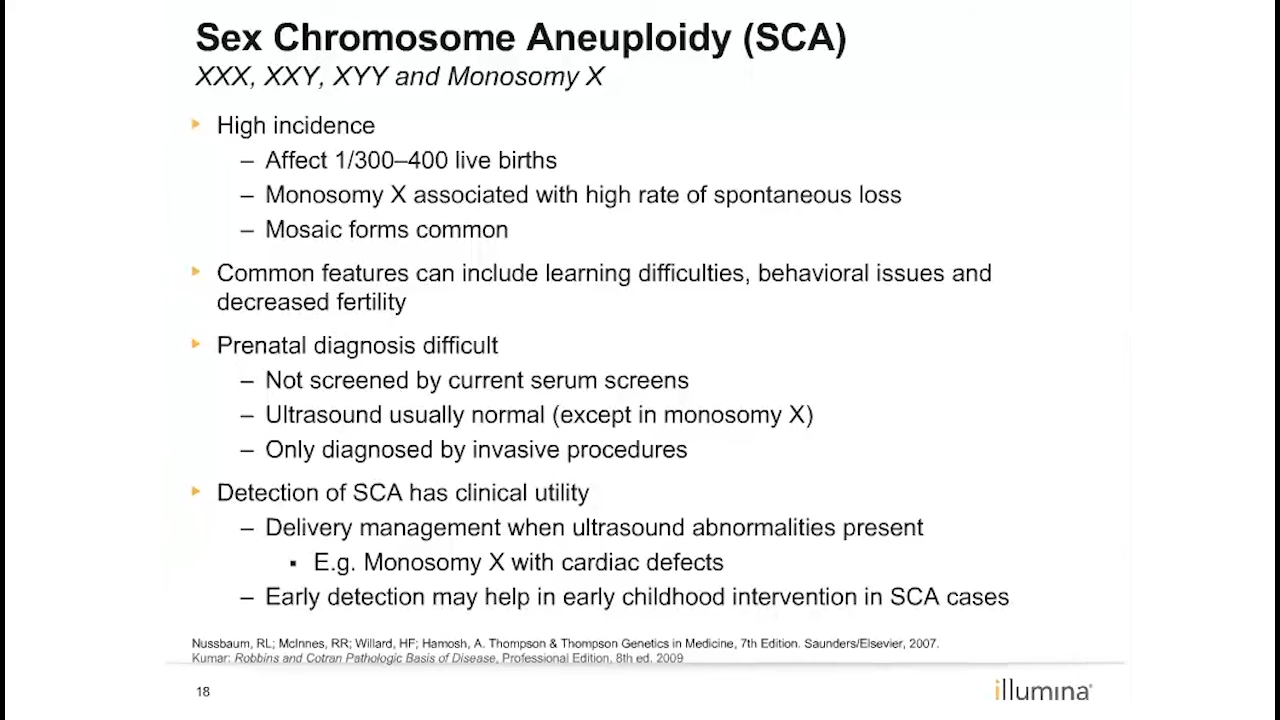 Sex Chromosome Aneuploidy (SCA)
XXX, XXY, XYY and Monosomy X
High incidence
– Affect 1/300–400 live births
– Monosomy X associated with high rate of spontaneous loss
– Mosaic forms common
Common features can include learning difficulties, behavioral issues and
decreased fertility
Prenatal diagnosis difficult
– Not screened by current serum screens
– Ultrasound usually normal (except in monosomy X)
– Only diagnosed by invasive procedures
Detection of SCA has clinical utility
– Delivery management when ultrasound abnormalities present
▪ E.g. Monosomy X with cardiac defects
– Early detection may help in early childhood intervention in SCA cases
Nussbaum, RL; McInnes, RR; Willard, HF; Hamosh, A. Thompson & Thompson Genetics in Medicine, 7th Edition. Saunders/Elsevier, 2007.
Kumar: Robbins and Cotran Pathologic Basis of Disease, Professional Edition, 8th ed. 2009
18
illumina®